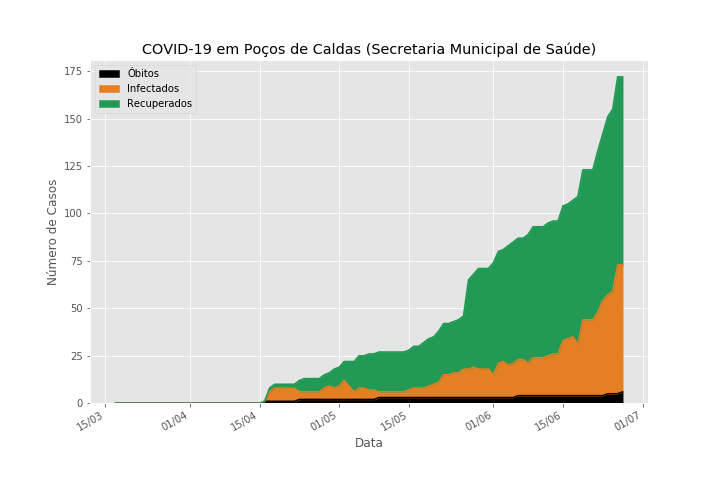 COVID-19 em Poços de Caldas (Secretaria Municipal de Saúde)
Óbitos
Infectados
Recuperados
175
150
125
100
75
50
25
0
Número de Casos
15/03
01/04
15/04
01/05
15/05
01/06
15/06
01/07
Data